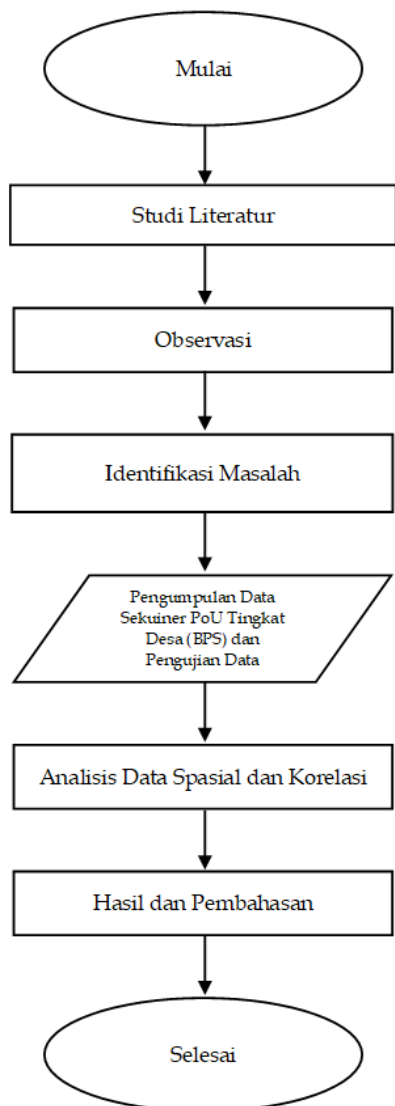 Mulai
Studi Literatur
Observasi
Identifikasi Masalah
Pengumpulan Data
Sekuiner PoU Tingkat
Desa (BPS) dan
Pengujian Data
Analisis Data Spasial dan Korelasi
Hasil dan Pembahasan
Selesai